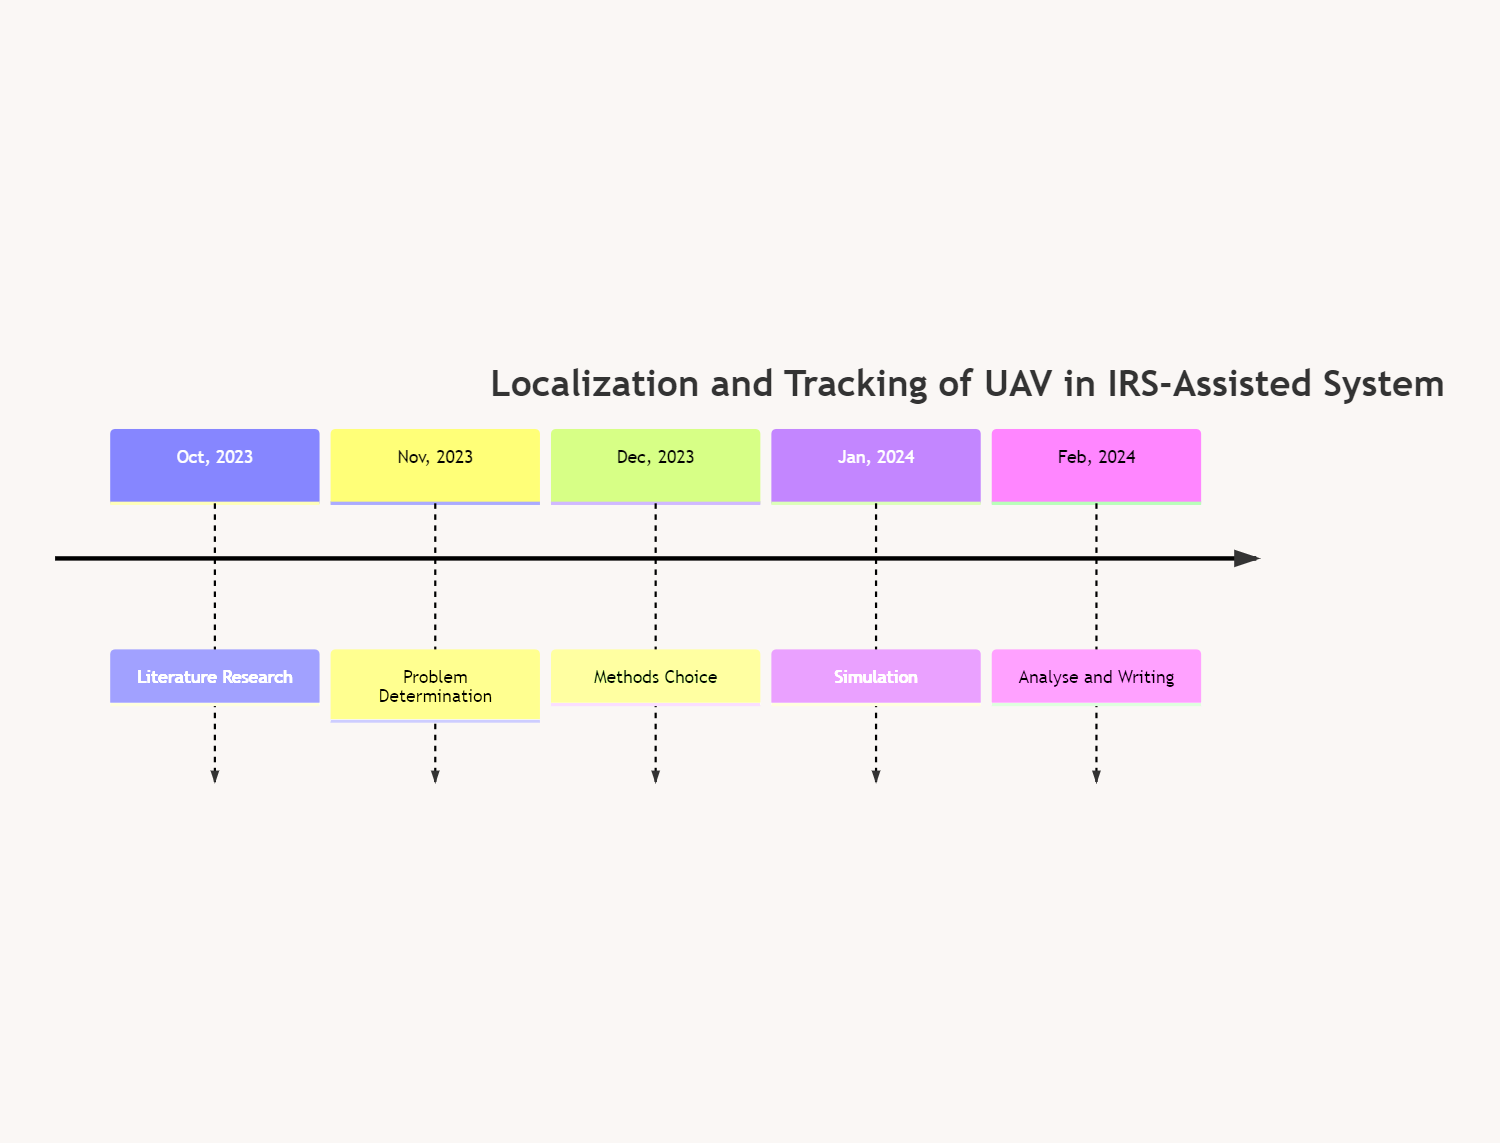 Localization and Tracking of UAV in IRS-Assisted System
Oct, 2023
Nov, 2023
Dec, 2023
Jan, 2024
Feb, 2024
Literature Research
Problem
Determination
Methods Choice
Simulation
Analyse and Writing